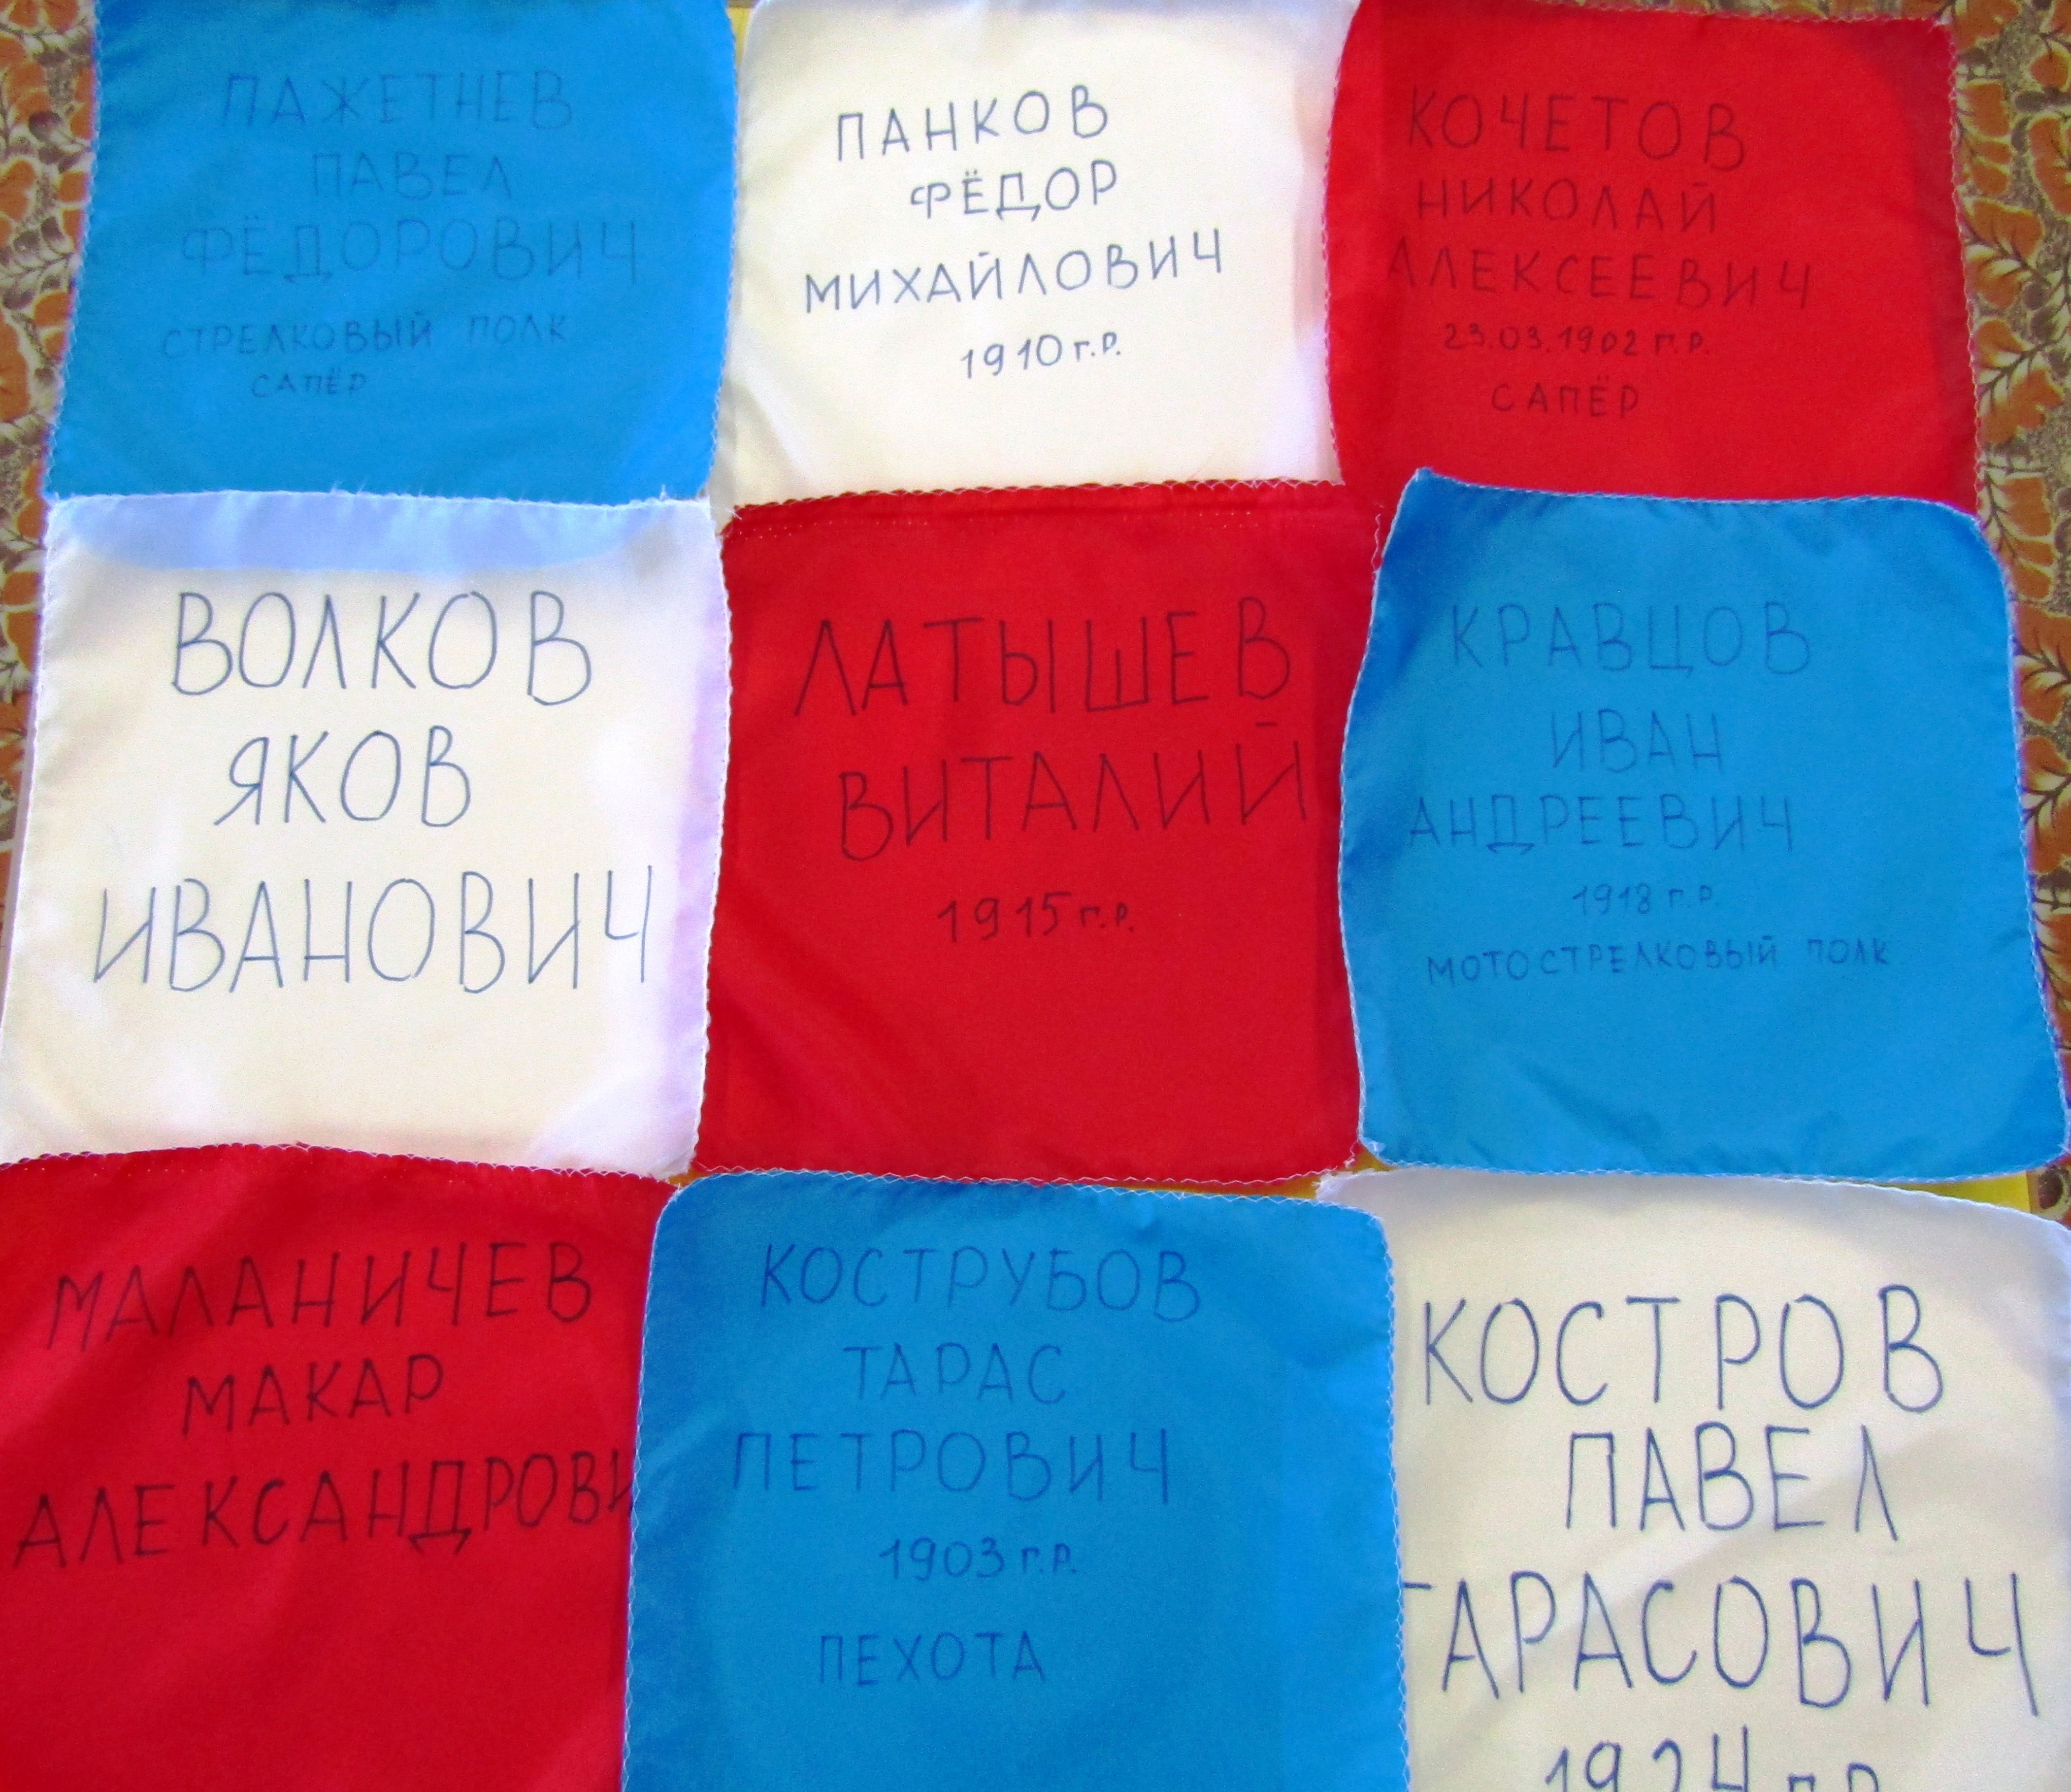 ПАЖЕТНЕВ
ПАВЕЛ
ФЁДОРОВИЧ
СТРЕЛКОВЫЙ ПОЛК
САПЁР
ПАНКОВ
ФЁДОР
МИХАЙЛОВИЧ
1910 г.р.
КОЧЕТОВ
НИКОЛАЙ
АЛЕКСЕЕВИЧ
23.03.1902 г.р.
САПЁР
ВОЛКОВ
ЯКОВ
ИВАНОВИЧ
ЛАТЫШЕВ
ВИТАЛИЙ
1915 г.р.
КРАВЦОВ
ИВАН
АНДРЕЕВИЧ
1918 г.р.
МОТОСТРЕЛКОВЫЙ ПОЛК
МАЛАНИЧЕВ
МАКАР
АЛЕКСАНДРОВИ
КОСТРУБОВ
ТАРАС
ПЕТРОВИЧ
1903 г.р.
ПЕХОТА
КОСТРОВ
ПАВЕЛ
ТАРАСОВИЧ
1924 г.р.